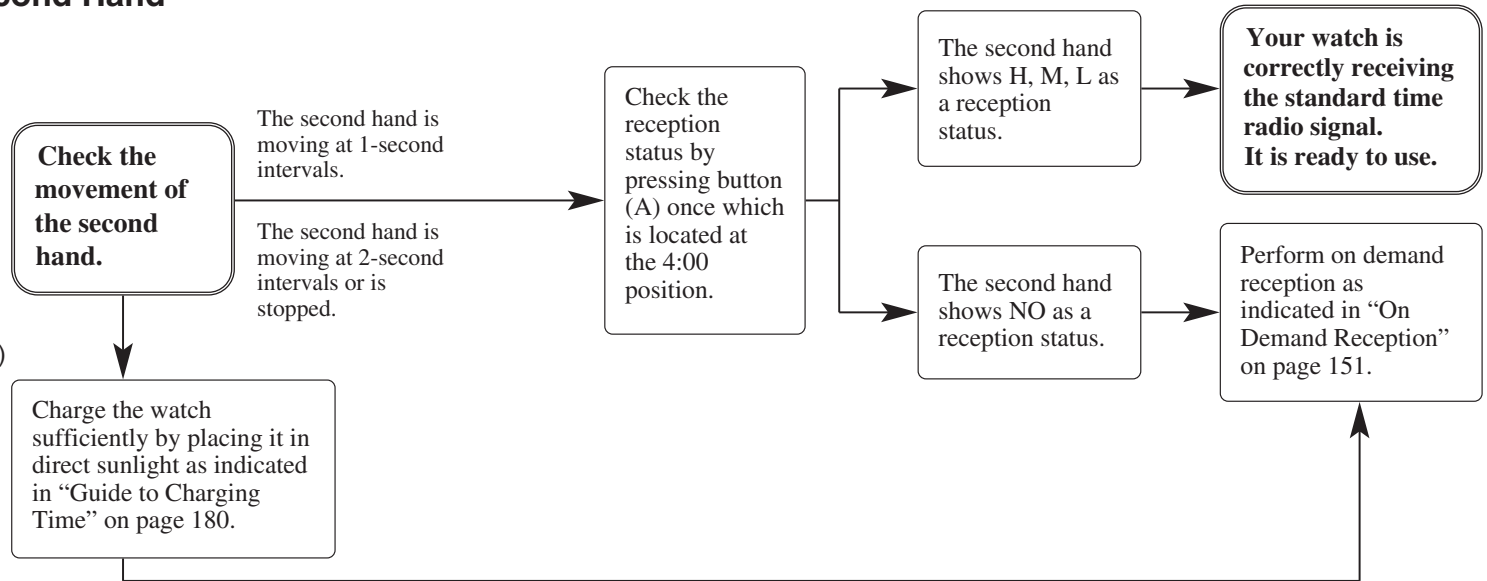 Hand
Check the
movement of
the second
hand.
The second hand is
moving at 1-second
intervals.
The second hand is
moving at 2-second
intervals or is
stopped.
)
Charge the watch
sufficiently by placing it in
direct sunlight as indicated
in “Guide to Charging
Time” on page 180.
Check the
reception
status by
pressing button
(A) once which
is located at
the 4:00
position.
The second hand
shows H, M, L as
a reception
status.
Your watch is
correctly receiving
the standard time
radio signal.
It is ready to use.
The second hand
shows NO as a
reception status.
Perform on demand
reception as
indicated in “On
Demand Reception”
on page 151.